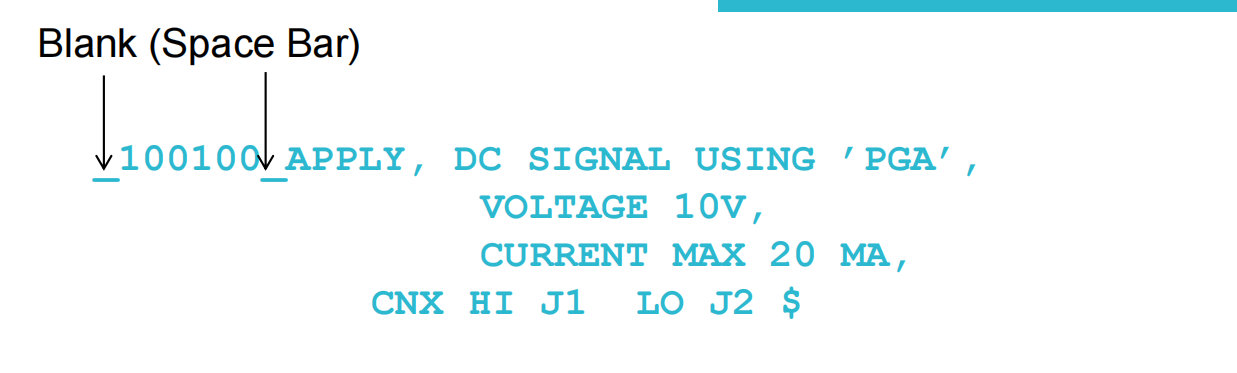 Blank (Space Bar)
_100100_APPLY, DC SIGNAL USING 'PGA',
VOLTAGE 10V,
CURRENT MAX 20 MA,
CNX HI J1  LO J2 $